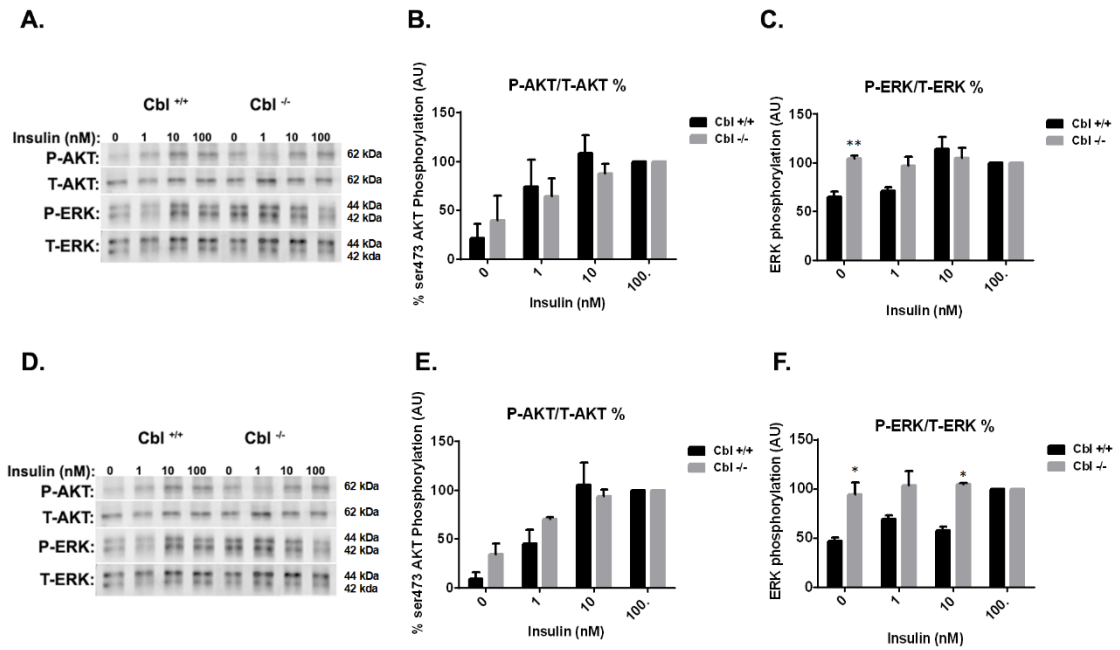 A.
Cbl +/+ Cbl -/-
Insulin (nM): 0 1 10 100 0 1 10 100
P-AKT: 62 kDa
T-AKT: 62 kDa
P-ERK: 44 kDa
42 kDa
T-ERK: 44 kDa
42 kda
B.
P-AKT/T-AKT %
% ser473 AKT Phosphorylation (AU)
150
100
50
0
0 1 10 100.
Insulin (nM)
Cbl +/+
Cbl -/-
C.
P-ERK/T-ERK %
ERK phosphorylation (AU)
150
100
50
0
**
0 1 10 100.
Insulin (nM)
Cbl +/+
Cbl -/-
D.
Cbl +/+ Cbl -/-
Insulin (nM): 0 1 10 100 0 1 10 100
P-AKT: 62 kDa
T-AKT: 62 kDa
P-ERK: 44 kDa
42 kDa
T-ERK: 44 kDa
42 kda
E.
P-AKT/T-AKT %
% ser473 AKT Phosphorylation (AU)
150
100
50
0
0 1 10 100.
Insulin (nM)
Cbl +/+
Cbl -/-
F.
P-ERK/T-ERK %
ERK phosphorylation (AU)
150
100
50
0
* *
0 1 10 100.
Insulin (nM)
Cbl +/+
Cbl -/-